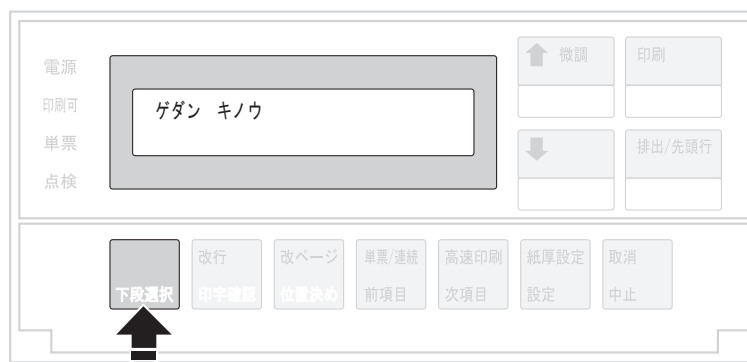 電源
印刷可
単票
点検
ゲダン キノウ
微調
印刷
排出/先頭行
下段選択
改行
印字確認
改ページ
位置決め
単票/連続
前項目
高速印刷
次項目
紙厚設定
設定
取消
中止